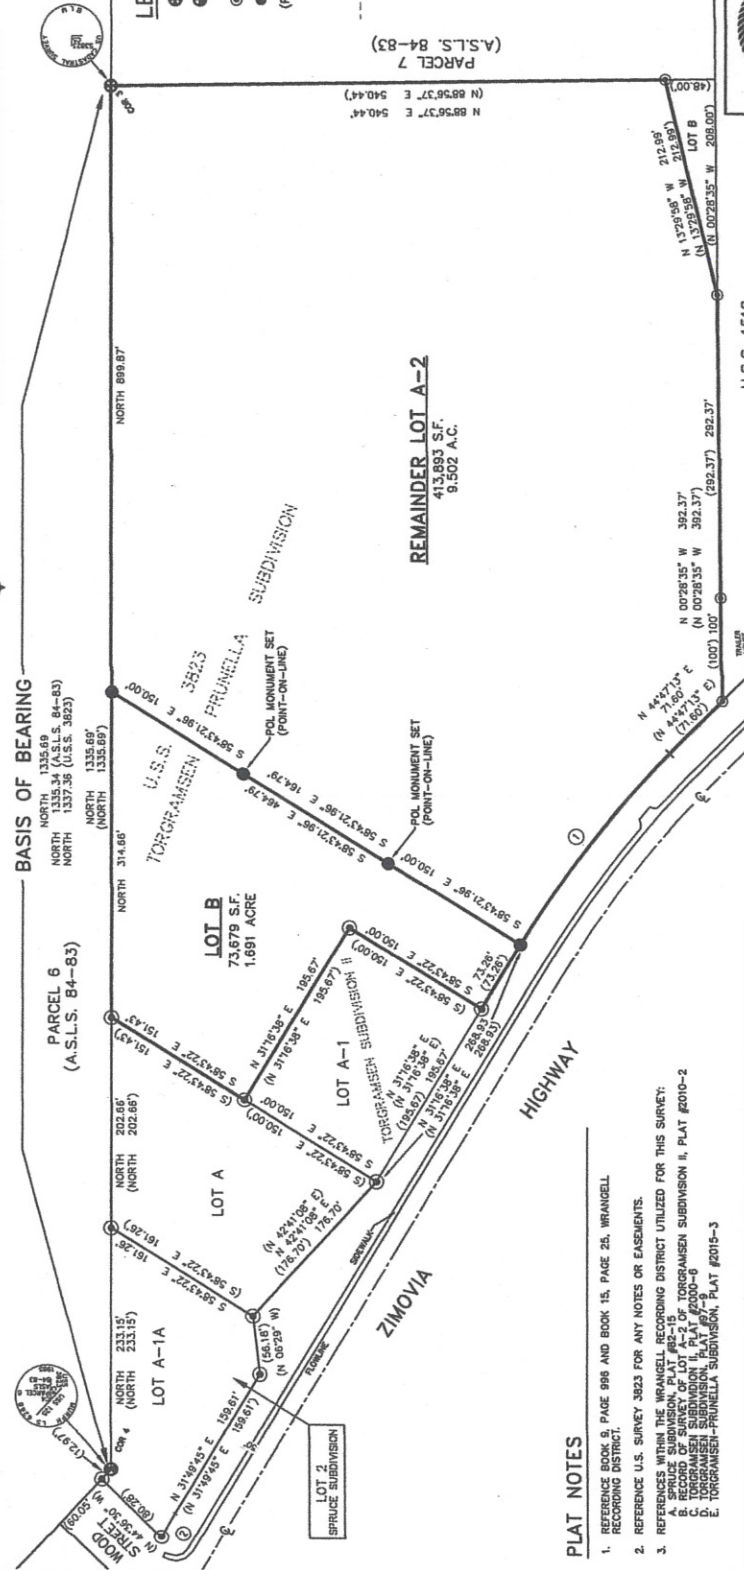 BASIS OF BEARING
NORTH 1335.69
NORTH 1335.34 (A.S.L.S. 84-83)
NORTH 1337.36 (U.S.S. 3823)
NORTH 1335.69'
(NORTH 1335.69')
PARCEL 6
(A.S.L.S. 84-83)
COR 4
(12.97')
NORTH 233.15'
(NORTH 233.15')
NORTH 202.66'
(NORTH 202.66')
NORTH 314.66'
NORTH 899.87'
COR 3
PARCEL 7
(A.S.L.S. 84-83)
(N 88°56'37" E 540.44')
N 88°56'37" E 540.44'
(48.00')
WOOD
STREET
(60.05')
(N 44°36'30" W)
(80.28')
LOT A-1A
S 58°43'22" E 161.26'
(S 58°43'22" E 161.26')
LOT A
S 58°43'22" E 151.43'
(S 58°43'22" E 151.43')
LOT B
73,679 S.F.
1.691 ACRE
U.S.S. 3823
TORGRAMSEN PRUNELLA SUBDIVISION
150.00'
S 58°43'21.96" E
POL MONUMENT SET
(POINT-ON-LINE)
S 58°43'21.96" E 164.79'
S 58°43'21.96" E 464.79'
POL MONUMENT SET
(POINT-ON-LINE)
S 58°43'21.96" E 150.00'
REMAINDER LOT A-2
413,893 S.F.
9.502 A.C.
N 31°16'38" E 195.67'
(N 31°16'38" E 195.67')
S 58°43'22" E 150.00'
(S 58°43'22" E 150.00')
LOT A-1
TORGRAMSEN SUBDIVISION II
S 58°43'22" E 150.00'
(S 58°43'22" E 150.00')
73.26'
(73.26')
N 31°16'38" E
(N 31°16'38" E)
(195.67) 195.67'
N 31°16'38" E 268.93'
(N 31°16'38" E 268.93)
(N 42°41'08" E)
N 42°41'08" E
(176.70') 176.70'
(56.16')
(N 06°29" W)
N 31°49'45" E 159.61'
(N 31°49'45" E 159.61')
2
LOT 2
SPRUCE SUBDIVISION
FLOWLINE
SIDEWALK
ZIMOVIA HIGHWAY
1
N 44°47'13" E
71.60'
(N 44°47'13" E)
(71.60')
(100') 100'
N 00°28'35" W 392.37'
(N 00°28'35" W 392.37')
(292.37') 292.37'
N 13°29'58" W 212.99'
(N 13°29'58" W 212.99')
LOT B
(N 00°28'35" W 208.00')
TRAILER
PLAT NOTES
1. REFERENCE BOOK 9, PAGE 996 AND BOOK 15, PAGE 25, WRANGELL
RECORDING DISTRICT.
2. REFERENCE U.S. SURVEY 3823 FOR ANY NOTES OR EASEMENTS.
3. REFERENCES WITHIN THE WRANGELL RECORDING DISTRICT UTILIZED FOR THIS SURVEY:
A. SPRUCE SUBDIVISION, PLAT #82-15
B. RECORD OF SURVEY OF LOT A-2 OF TORGRAMSEN SUBDIVISION II, PLAT #2010-2
C. TORGRAMSEN SUBDIVIDION II, PLAT #2000-6
D. TORGRAMSEN SUBDIVISION, PLAT #97-9
E. TORGRAMSEN-PRUNELLA SUBDIVISION, PLAT #2015-3